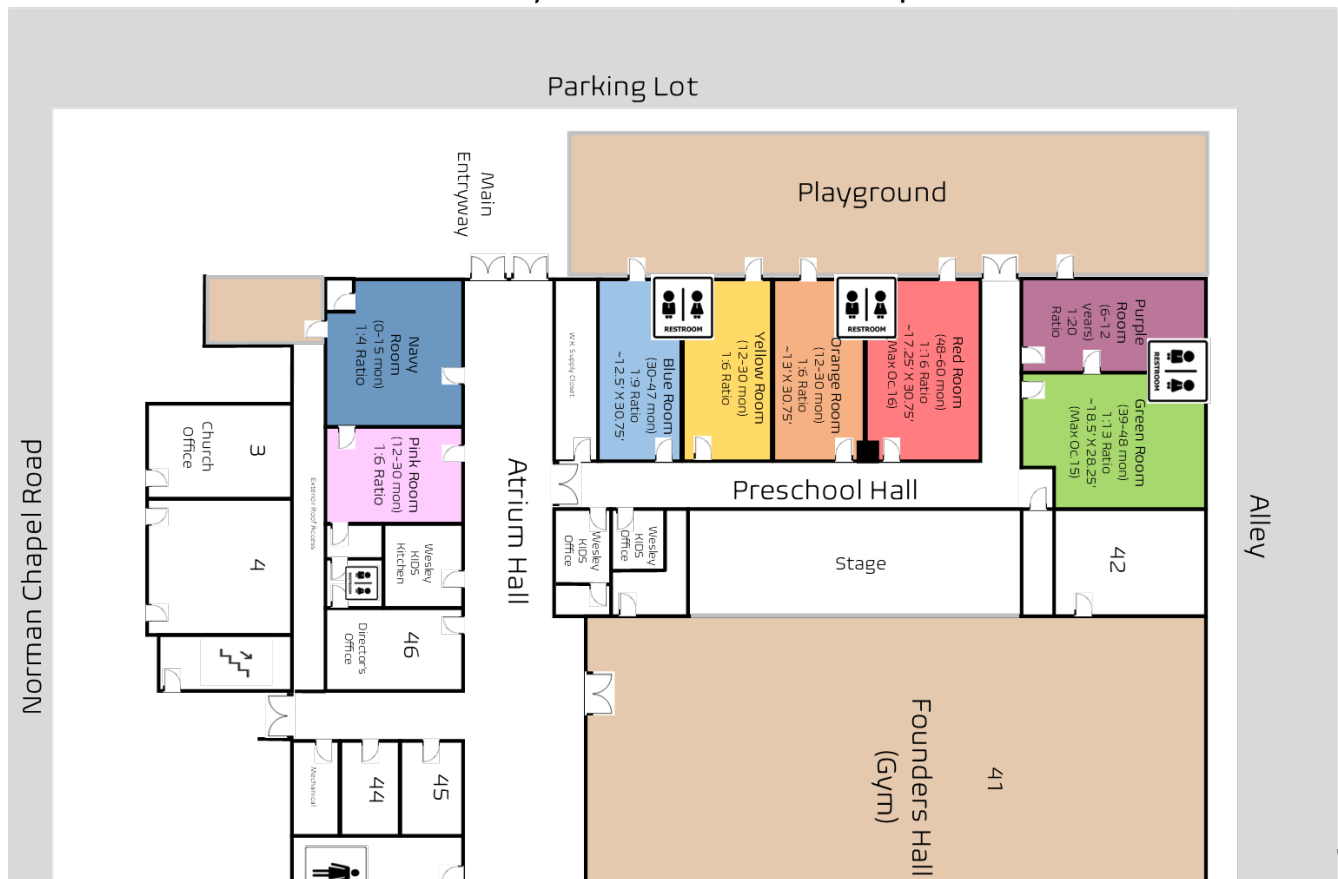 Parking Lot
Main
Entryway
Playground
Navy
Room
(0-15 mon)
1:4 Ratio
W.H. Supply Closet
Blue Room
(30-47 mon)
1:9 Ratio
~12.5' X 30.75'
RESTROOM
Yellow Room
(12-30 mon)
1:6 Ratio
Orange Room
(12-30 mon)
1:6 Ratio
~13' X 30.75'
RESTROOM
Red Room
(48-60 mon)
1:16 Ratio
~17.25' X 30.75'
(Max Oc. 16)
Purple
Room
(6-12
years)
1:20
Ratio
RESTROOM
Green Room
(39-48 mon)
1:13 Ratio
~18.5' X 28.25'
(Max Oc. 15)
Norman Chapel Road
3
Church
Office
Exterior Roof Access
Pink Room
(12-30 mon)
1:6 Ratio
Atrium Hall
Preschool Hall
Alley
4
Wesley
KIDS
Kitchen
RESTROOM
Wesley
KIDS
Office
Wesley
KIDS
Office
Stage
42
46
Director's
Office
Founders Hall
(Gym)
41
Mechanical
44
45